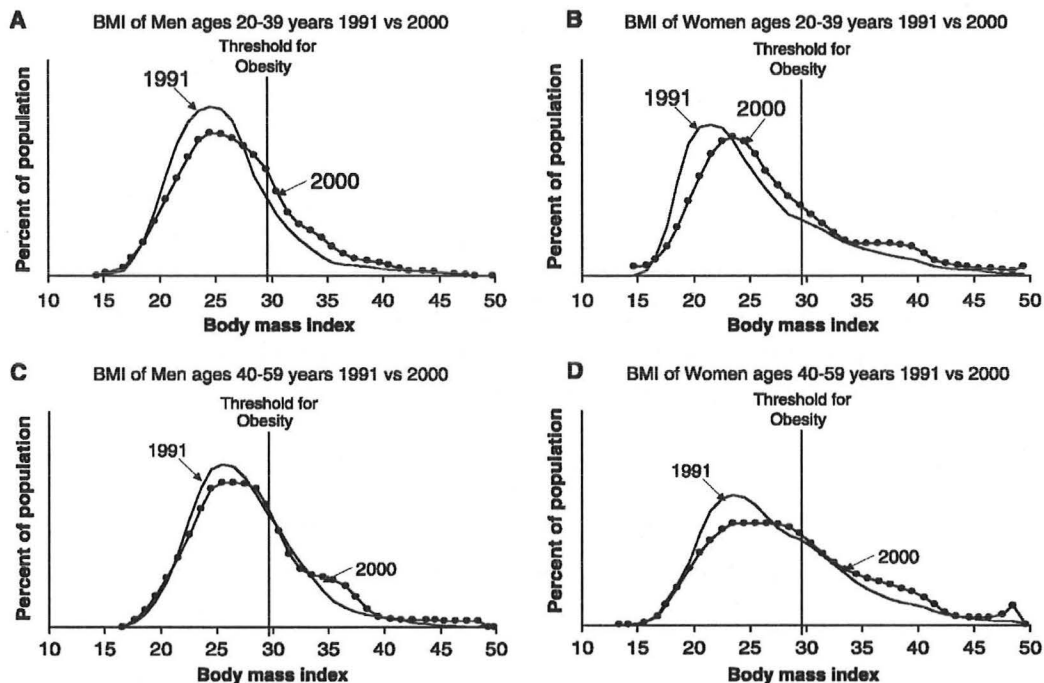 A
BMI of Men ages 20-39 years 1991 vs 2000
Threshold for
Obesity
1991
2000
Percent of population
10 15 20 25 30 35 40 45 50
Body mass index
B
BMI of Women ages 20-39 years 1991 vs 2000
Threshold for
Obesity
1991
2000
Percent of population
10 15 20 25 30 35 40 45 50
Body mass index
C
BMI of Men ages 40-59 years 1991 vs 2000
Threshold for
Obesity
1991
2000
Percent of population
10 15 20 25 30 35 40 45 50
Body mass index
D
BMI of Women ages 40-59 years 1991 vs 2000
Threshold for
Obesity
1991
2000
Percent of population
10 15 20 25 30 35 40 45 50
Body mass index